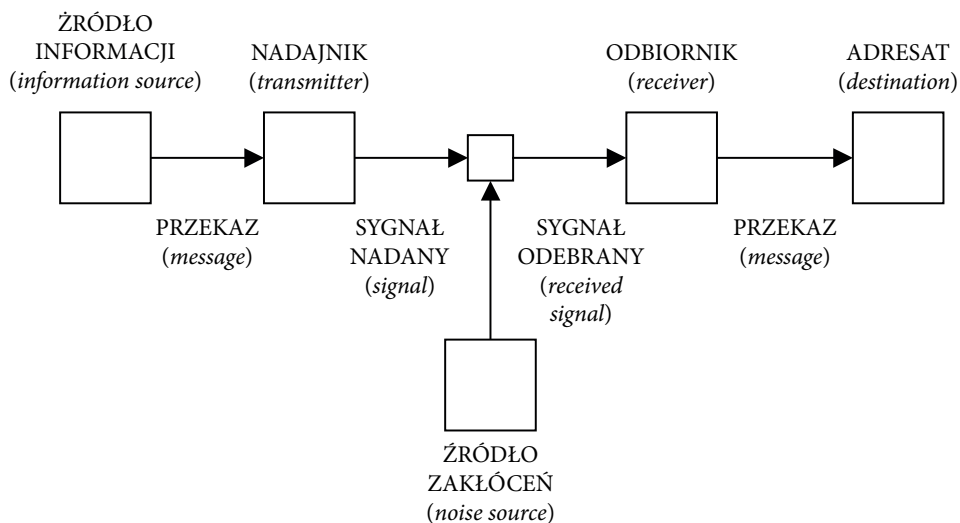 ŻRÓDŁO
INFORMACJI
(information source)
NADAJNIK
(transmitter)
ODBIORNIK
(receiver)
ADRESAT
(destination)
PRZEKAZ
(message)
SYGNAŁ
NADANY
(signal)
SYGNAŁ
ODEBRANY
(received
signal)
PRZEKAZ
(message)
ŹRÓDŁO
ZAKŁÓCEŃ
(noise source)